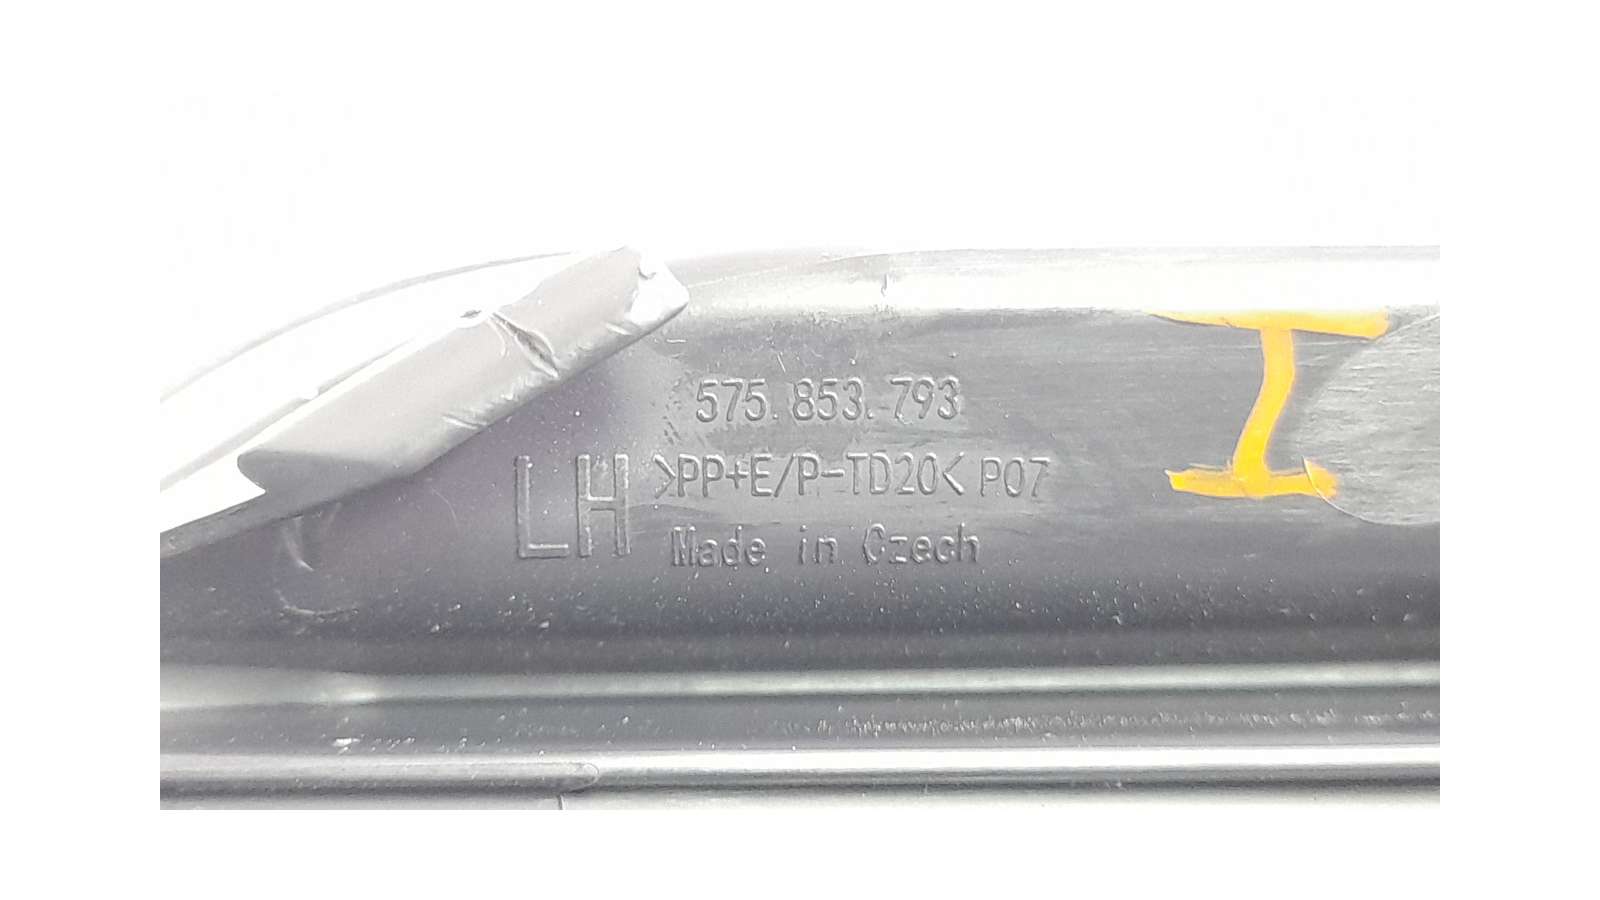 575.853.793
LH >PP+E/P-TD20< P07
Made in Czech
I